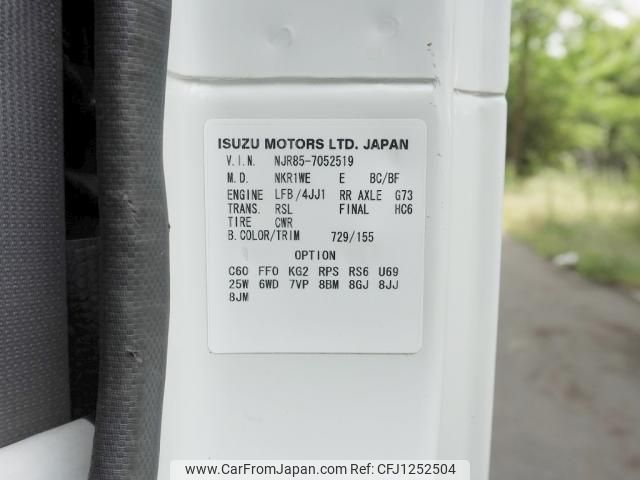 ISUZU MOTORS LTD. JAPAN
V.I.N. NJR85-7052519
M.D. NKR1WE E BC/BF
ENGINE LFB/4JJ1 RR AXLE G73
TRANS. RSL FINAL HC6
TIRE CWR
B.COLOR/TRIM 729/155
OPTION
C60 FF0 KG2 RPS RS6 U69
25W 6WD 7VP 8BM 8GJ 8JJ
8JM
www.CarFromJapan.com | CFJ1252504